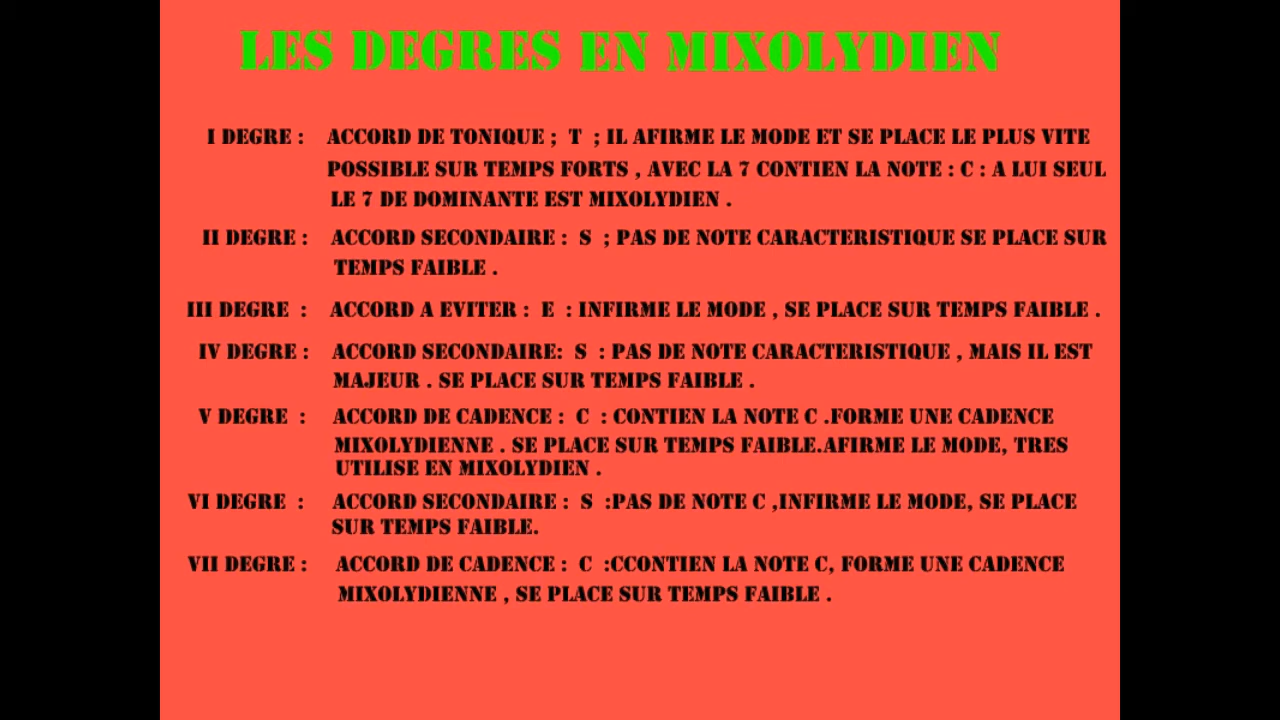 LES DEGRES EN MIXOLYDIEN
I DEGRE : ACCORD DE TONIQUE ; T ; IL AFIRME LE MODE ET SE PLACE LE PLUS VITE
POSSIBLE SUR TEMPS FORTS , AVEC LA 7 CONTIEN LA NOTE : C : A LUI SEUL
LE 7 DE DOMINANTE EST MIXOLYDIEN .
II DEGRE : ACCORD SECONDAIRE : S ; PAS DE NOTE CARACTERISTIQUE SE PLACE SUR
TEMPS FAIBLE .
III DEGRE : ACCORD A EVITER : E : INFIRME LE MODE , SE PLACE SUR TEMPS FAIBLE .
IV DEGRE : ACCORD SECONDAIRE: S : PAS DE NOTE CARACTERISTIQUE , MAIS IL EST
MAJEUR . SE PLACE SUR TEMPS FAIBLE .
V DEGRE : ACCORD DE CADENCE : C : CONTIEN LA NOTE C .FORME UNE CADENCE
MIXOLYDIENNE . SE PLACE SUR TEMPS FAIBLE.AFIRME LE MODE, TRES
UTILISE EN MIXOLYDIEN .
VI DEGRE : ACCORD SECONDAIRE : S :PAS DE NOTE C ,INFIRME LE MODE, SE PLACE
SUR TEMPS FAIBLE.
VII DEGRE : ACCORD DE CADENCE : C :CCONTIEN LA NOTE C, FORME UNE CADENCE
MIXOLYDIENNE , SE PLACE SUR TEMPS FAIBLE .